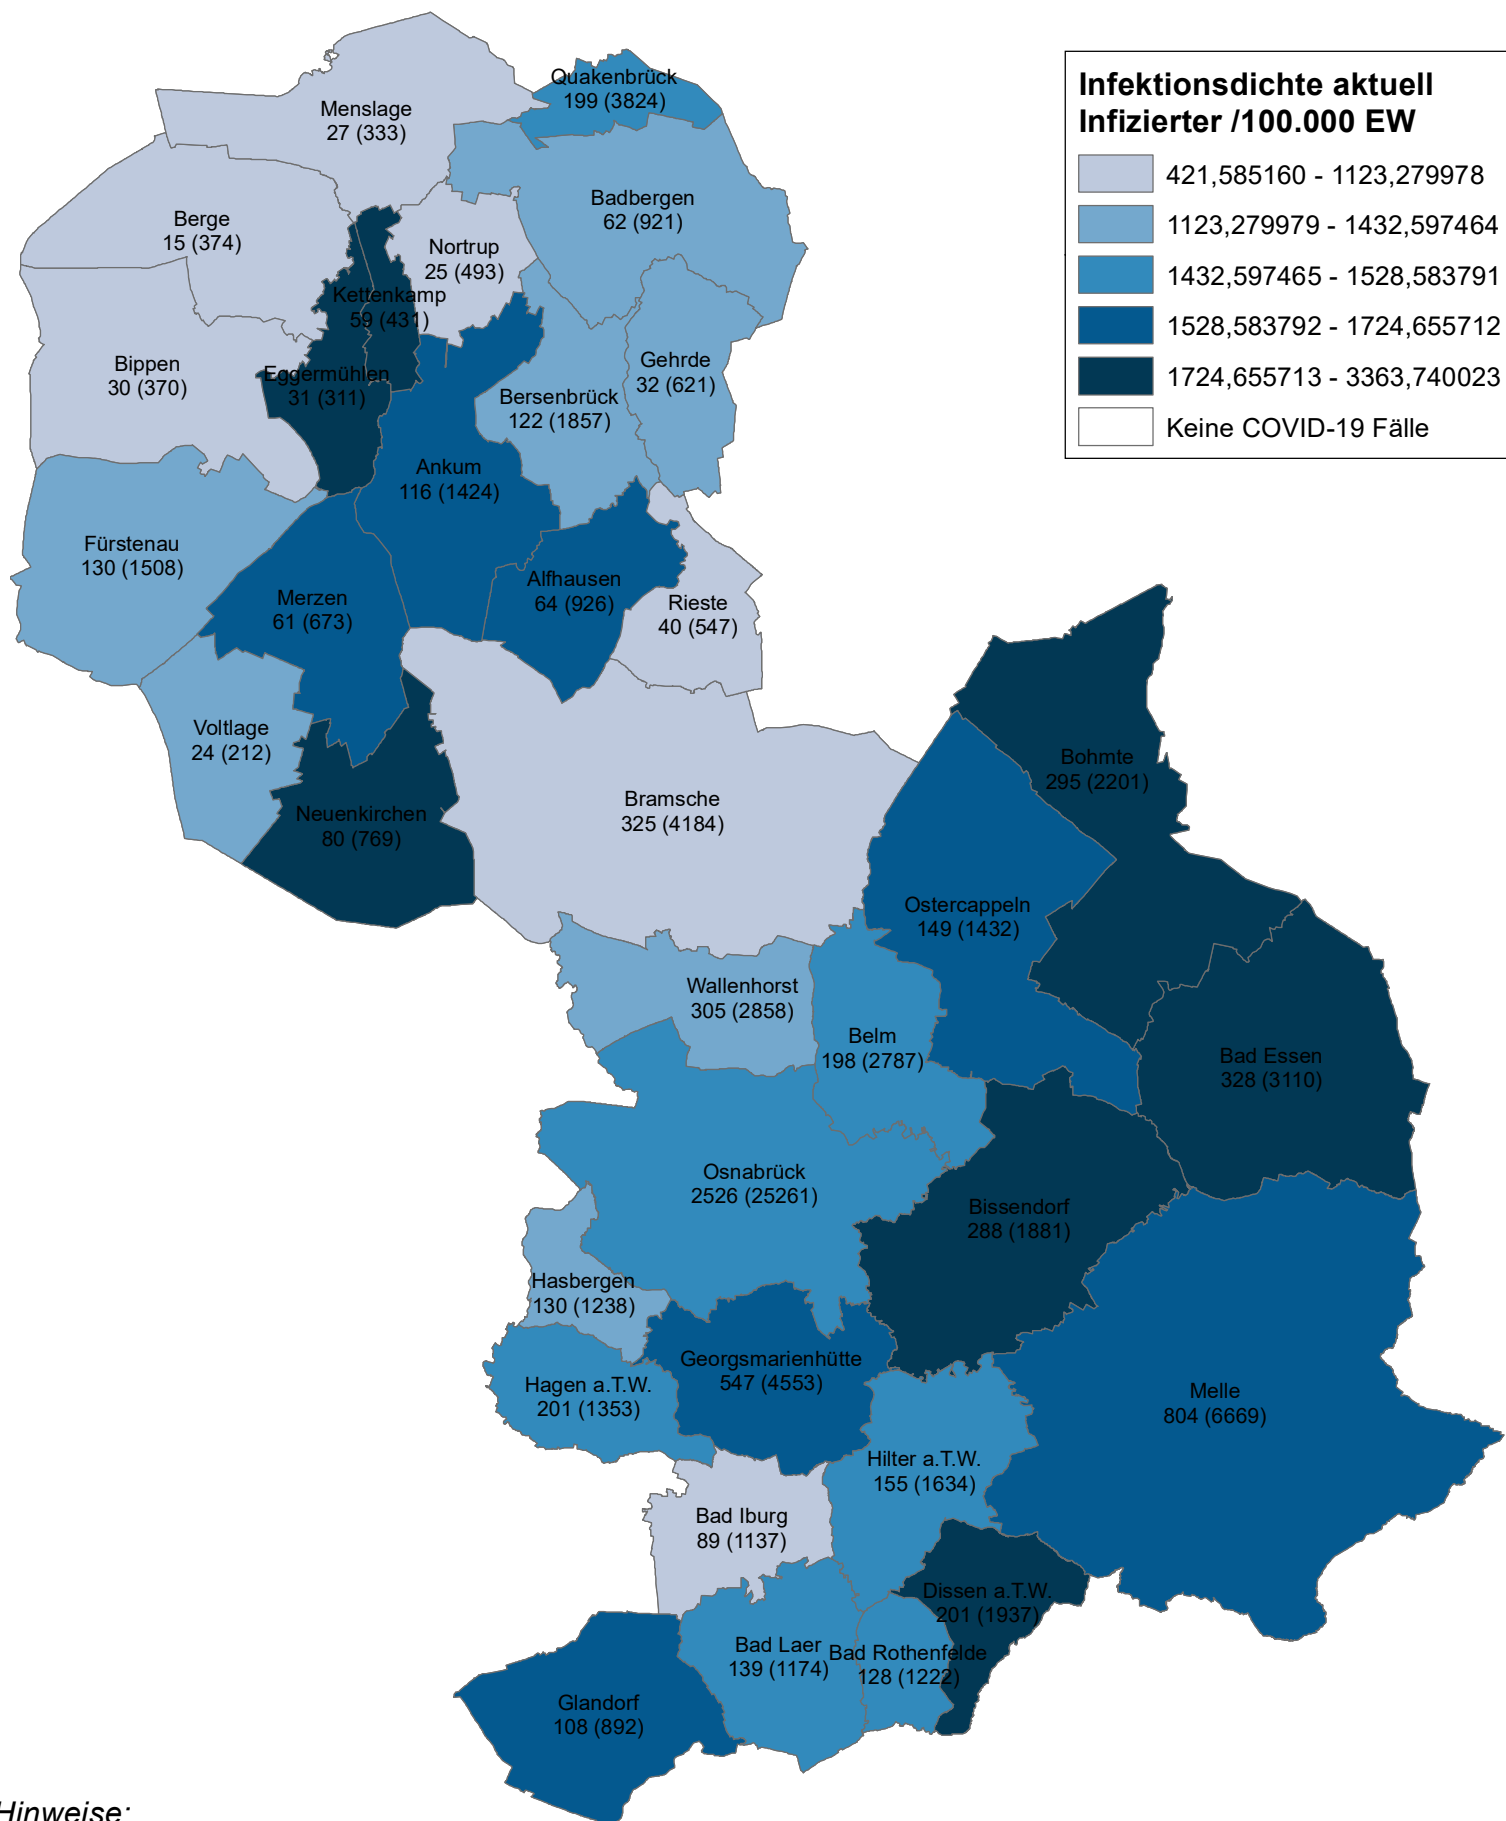 Quakenbrück
199 (3824)
Menslage
27 (333)
Badbergen
62 (921)
Berge
15 (374)
Nortrup
25 (493)
Kettenkamp
59 (431)
Bippen
30 (370)
Eggermühlen
31 (311)
Gehrde
32 (621)
Bersenbrück
122 (1857)
Ankum
116 (1424)
Fürstenau
130 (1508)
Alfhausen
64 (926)
Merzen
61 (673)
Rieste
40 (547)
Voltlage
24 (212)
Neuenkirchen
80 (769)
Bramsche
325 (4184)
Bohmte
295 (2201)
Ostercappeln
149 (1432)
Wallenhorst
305 (2858)
Belm
198 (2787)
Bad Essen
328 (3110)
Osnabrück
2526 (25261)
Bissendorf
288 (1881)
Hasbergen
130 (1238)
Georgsmarienhütte
547 (4553)
Hagen a.T.W.
201 (1353)
Melle
804 (6669)
Hilter a.T.W.
155 (1634)
Bad Iburg
89 (1137)
Dissen a.T.W.
201 (1937)
Bad Laer
139 (1174)
Bad Rothenfelde
128 (1222)
Glandorf
108 (892)
Infektionsdichte aktuell
Infizierter /100.000 EW
421,585160 - 1123,279978
1123,279979 - 1432,597464
1432,597465 - 1528,583791
1528,583792 - 1724,655712
1724,655713 - 3363,740023
Keine COVID-19 Fälle
Hinweise: